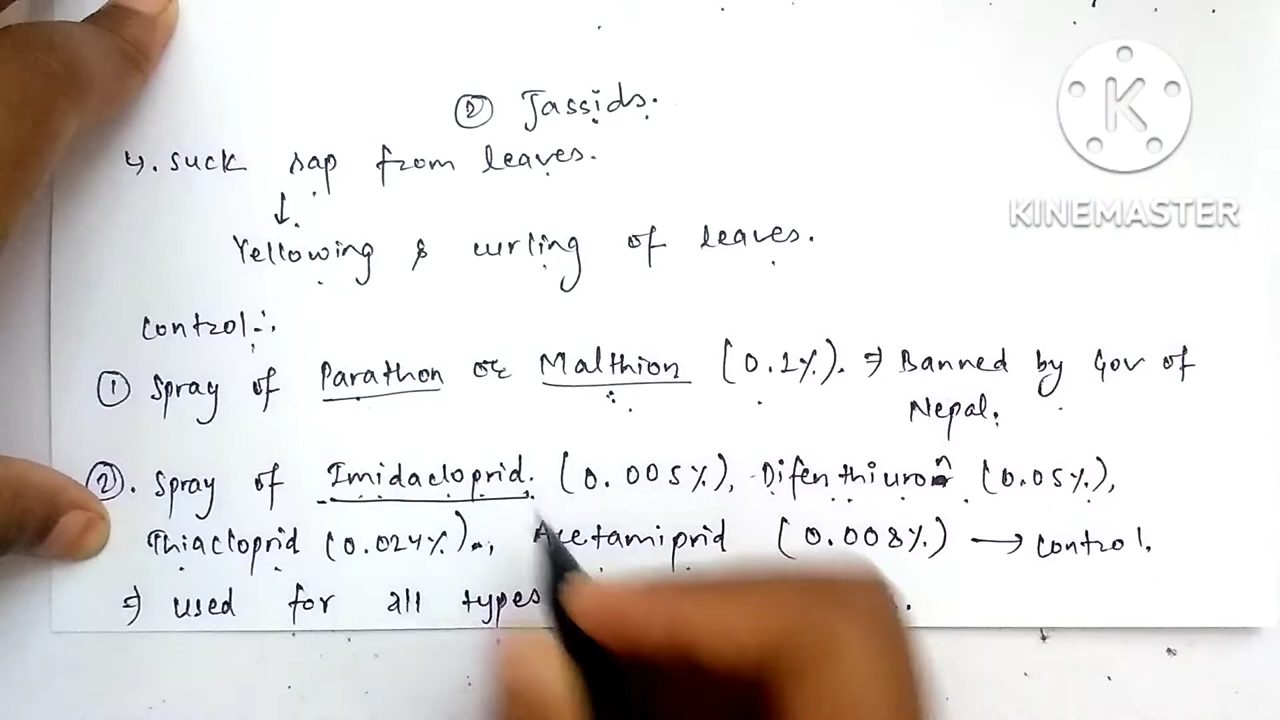 ② Jassids.
↳. suck sap from leaves.
↓
Yellowing & curling of leaves.
control:-
① spray of Parathon or Malthion (0.1%). ⇒ Banned by Gov of
Nepal.
②. spray of Imidacloprid. (0.005%), Difenthiuron (0.05%),
Thiacloprid (0.024%)., Acetamiprid (0.008%) → control.
⇒ used for all types
K
KINEMASTER